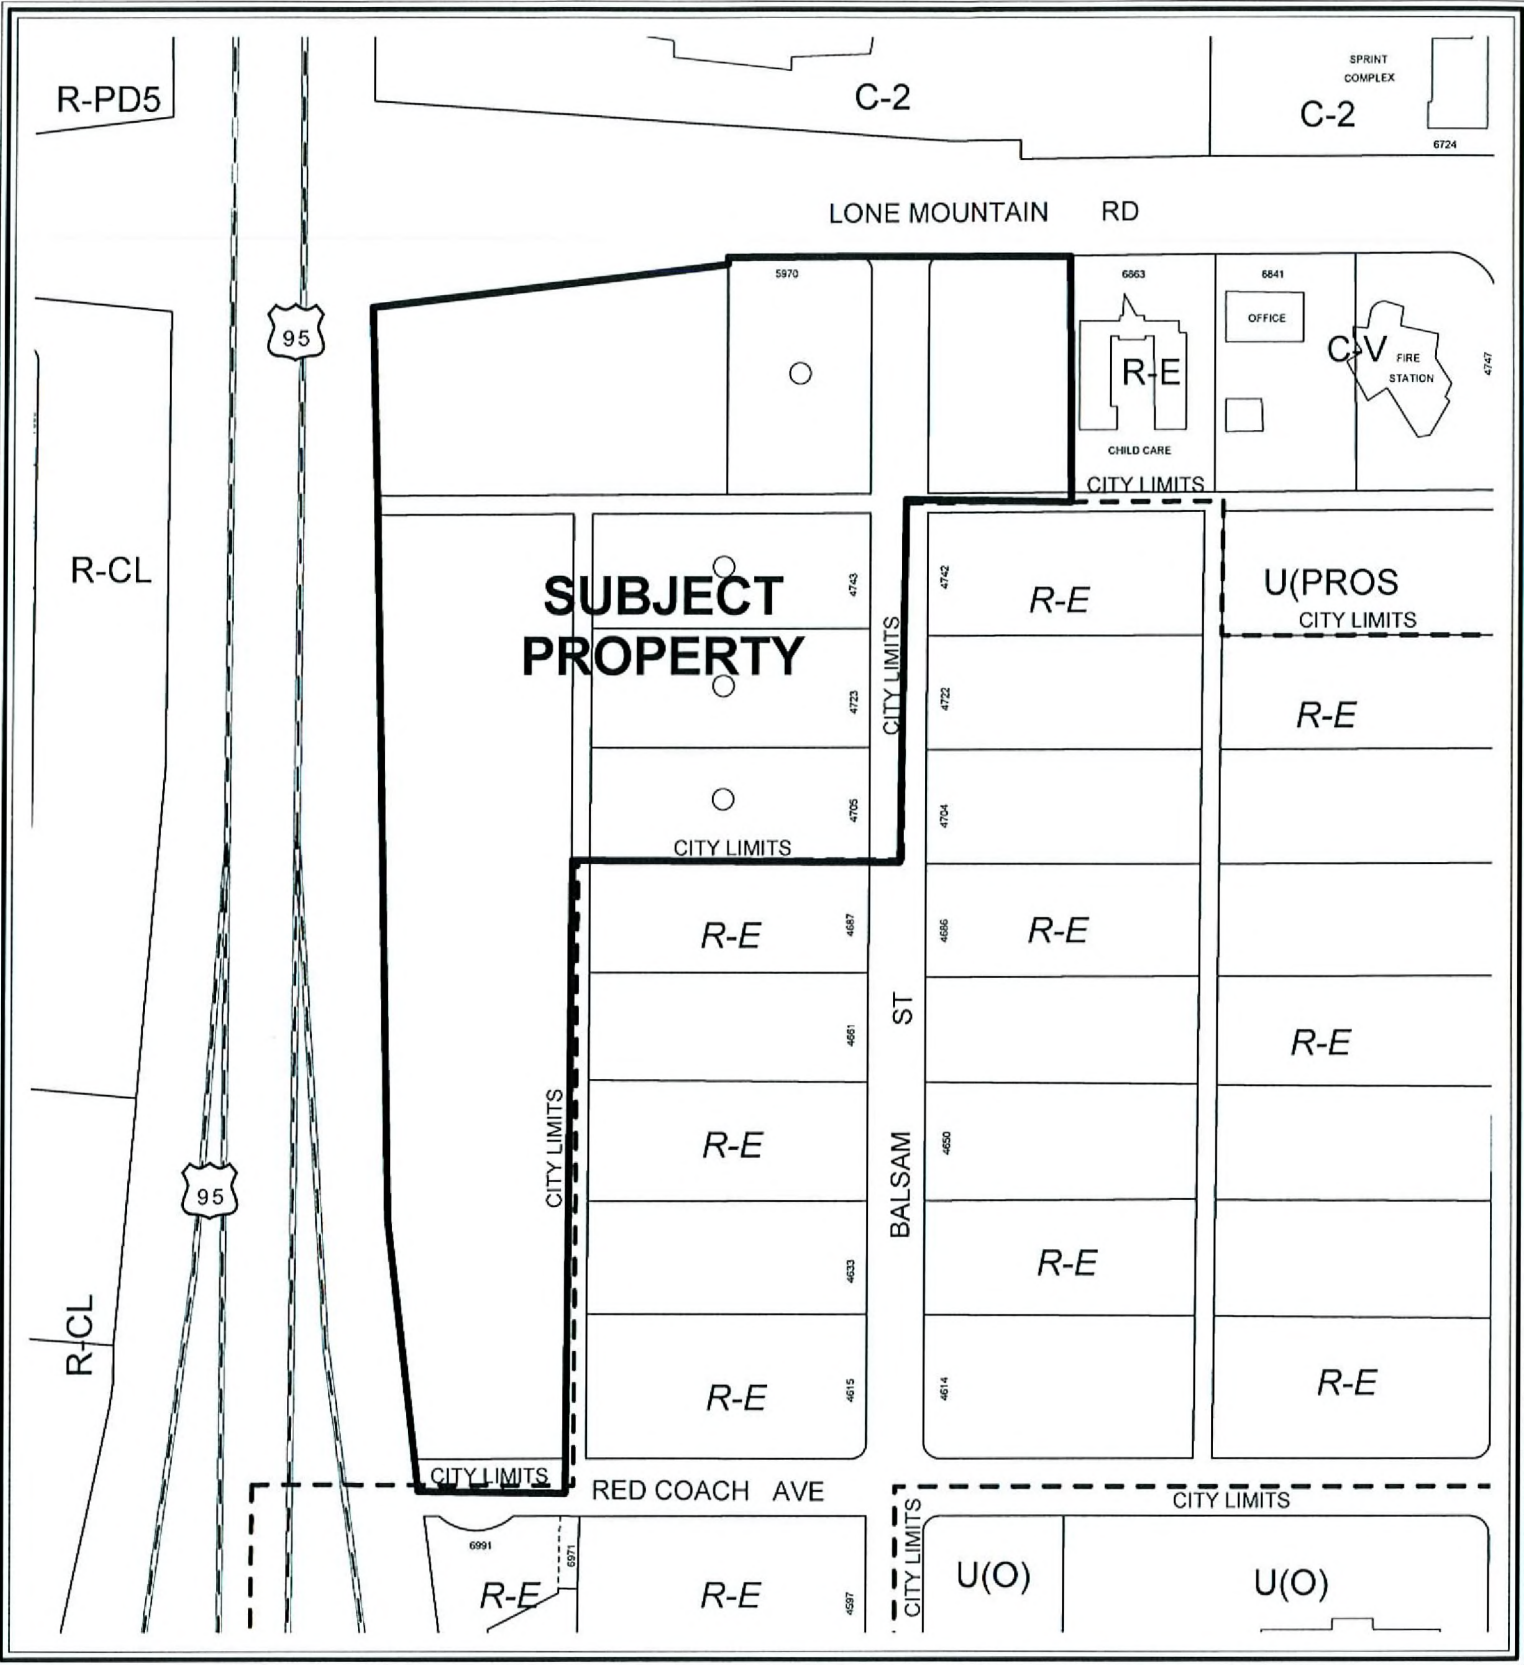 SPRINT
COMPLEX
R-PD5
C-2
C-2
6724
LONE MOUNTAIN RD
5970
6863
6841
95
OFFICE
R-E
C-V
FIRE
STATION
4747
CHILD CARE
CITY LIMITS
R-CL
SUBJECT
PROPERTY
4743
4742
R-E
U(PROS
CITY LIMITS
CITY LIMITS
4723
4722
R-E
4705
4704
CITY LIMITS
R-E
4687
4686
R-E
BALSAM ST
4661
R-E
CITY LIMITS
R-E
4650
95
4633
R-E
R-CL
R-E
4615
4614
R-E
CITY LIMITS
RED COACH AVE
CITY LIMITS
CITY LIMITS
6991
6971
R-E
R-E
4597
U(O)
U(O)